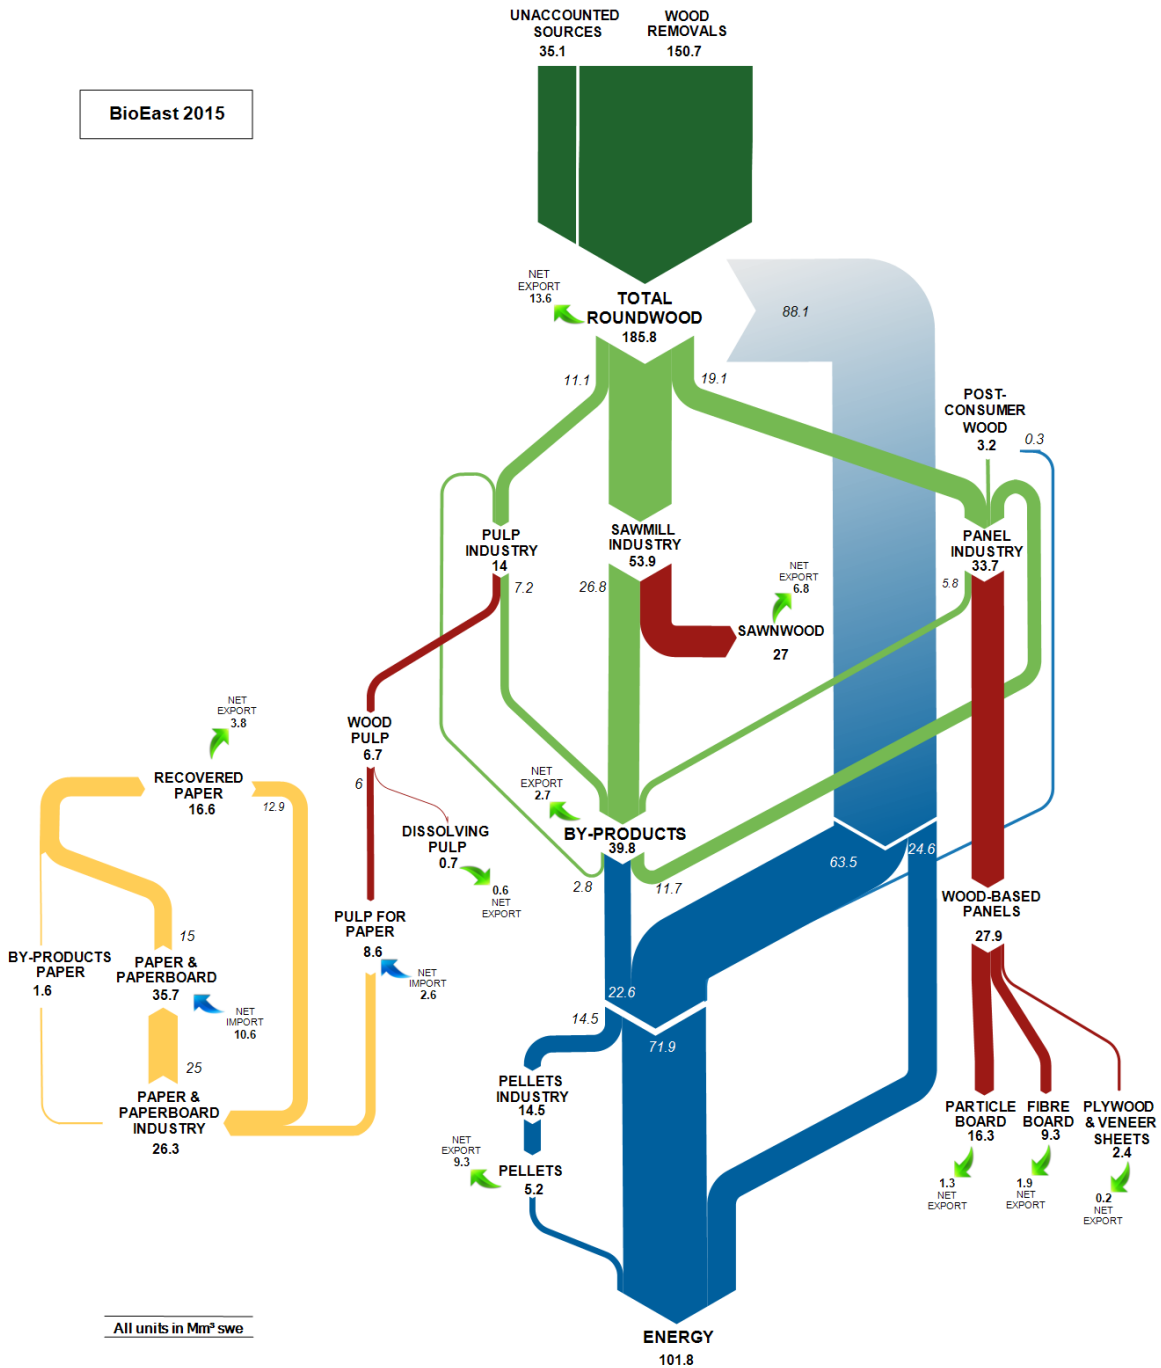 UNACCOUNTED
SOURCES
35.1
WOOD
REMOVALS
150.7
BioEast 2015
NET
EXPORT
13.6
TOTAL
ROUNDWOOD
185.8
88.1
11.1
19.1
POST-
CONSUMER
WOOD
3.2
0.3
PULP
INDUSTRY
14
SAWMILL
INDUSTRY
53.9
PANEL
INDUSTRY
33.7
7.2
26.8
5.8
NET
EXPORT
6.8
SAWNWOOD
27
NET
EXPORT
3.8
WOOD
PULP
6.7
RECOVERED
PAPER
16.6
12.9
6
NET
EXPORT
2.7
DISSOLVING
PULP
0.7
0.6
NET
EXPORT
BY-PRODUCTS
39.8
63.5
24.6
2.8
11.7
WOOD-BASED
PANELS
27.9
PULP FOR
PAPER
8.6
NET
IMPORT
2.6
15
BY-PRODUCTS
PAPER
1.6
PAPER &
PAPERBOARD
35.7
NET
IMPORT
10.6
22.6
14.5
71.9
25
PAPER &
PAPERBOARD
INDUSTRY
26.3
PELLETS
INDUSTRY
14.5
NET
EXPORT
9.3
PELLETS
5.2
PARTICLE
BOARD
16.3
FIBRE
BOARD
9.3
PLYWOOD
& VENEER
SHEETS
2.4
1.3
NET
EXPORT
1.9
NET
EXPORT
0.2
NET
EXPORT
All units in Mm³ swe
ENERGY
101.8